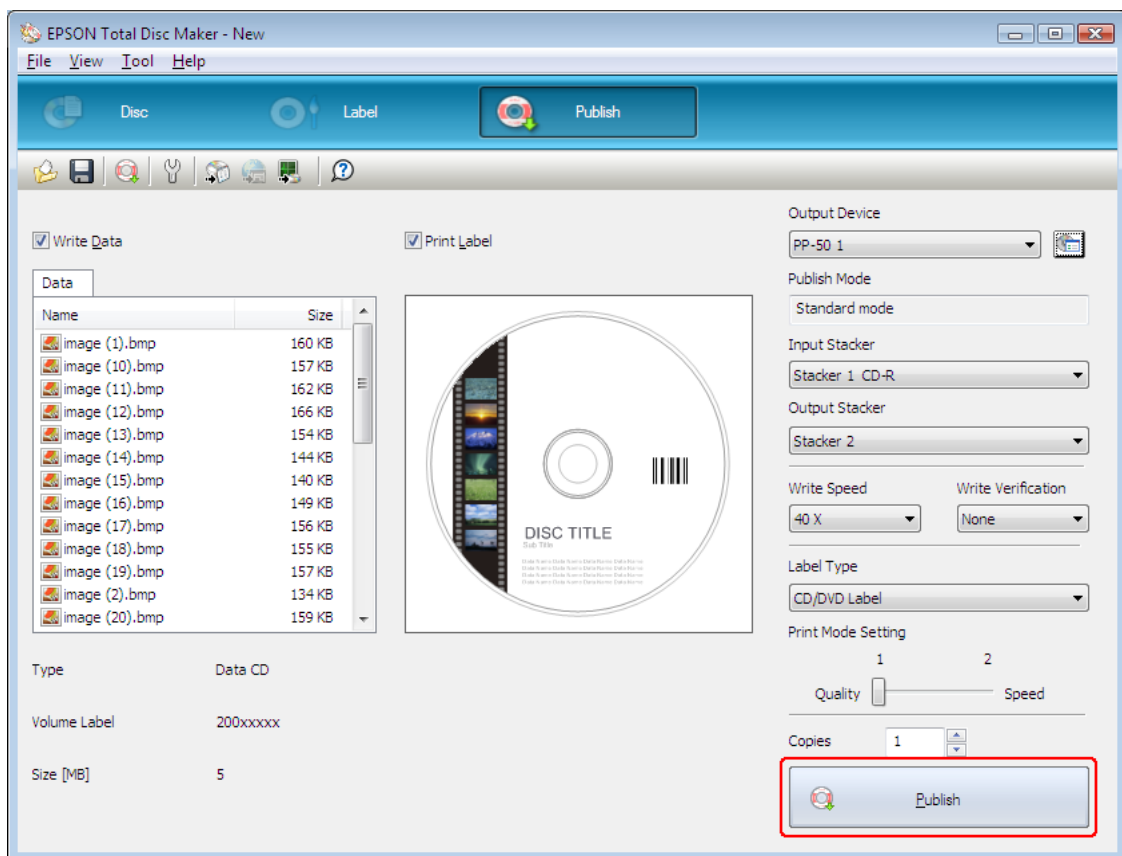 EPSON Total Disc Maker - New
File View Tool Help
Disc Label Publish
Write Data
Print Label
Data
Name Size
image (1).bmp 160 KB
image (10).bmp 157 KB
image (11).bmp 162 KB
image (12).bmp 166 KB
image (13).bmp 154 KB
image (14).bmp 144 KB
image (15).bmp 140 KB
image (16).bmp 149 KB
image (17).bmp 156 KB
image (18).bmp 155 KB
image (19).bmp 157 KB
image (2).bmp 134 KB
image (20).bmp 159 KB
DISC TITLE
Sub Title
Type Data CD
Volume Label 200xxxxx
Size [MB] 5
Output Device
PP-50 1
Publish Mode
Standard mode
Input Stacker
Stacker 1 CD-R
Output Stacker
Stacker 2
Write Speed Write Verification
40 X None
Label Type
CD/DVD Label
Print Mode Setting
1 2
Quality Speed
Copies 1
Publish